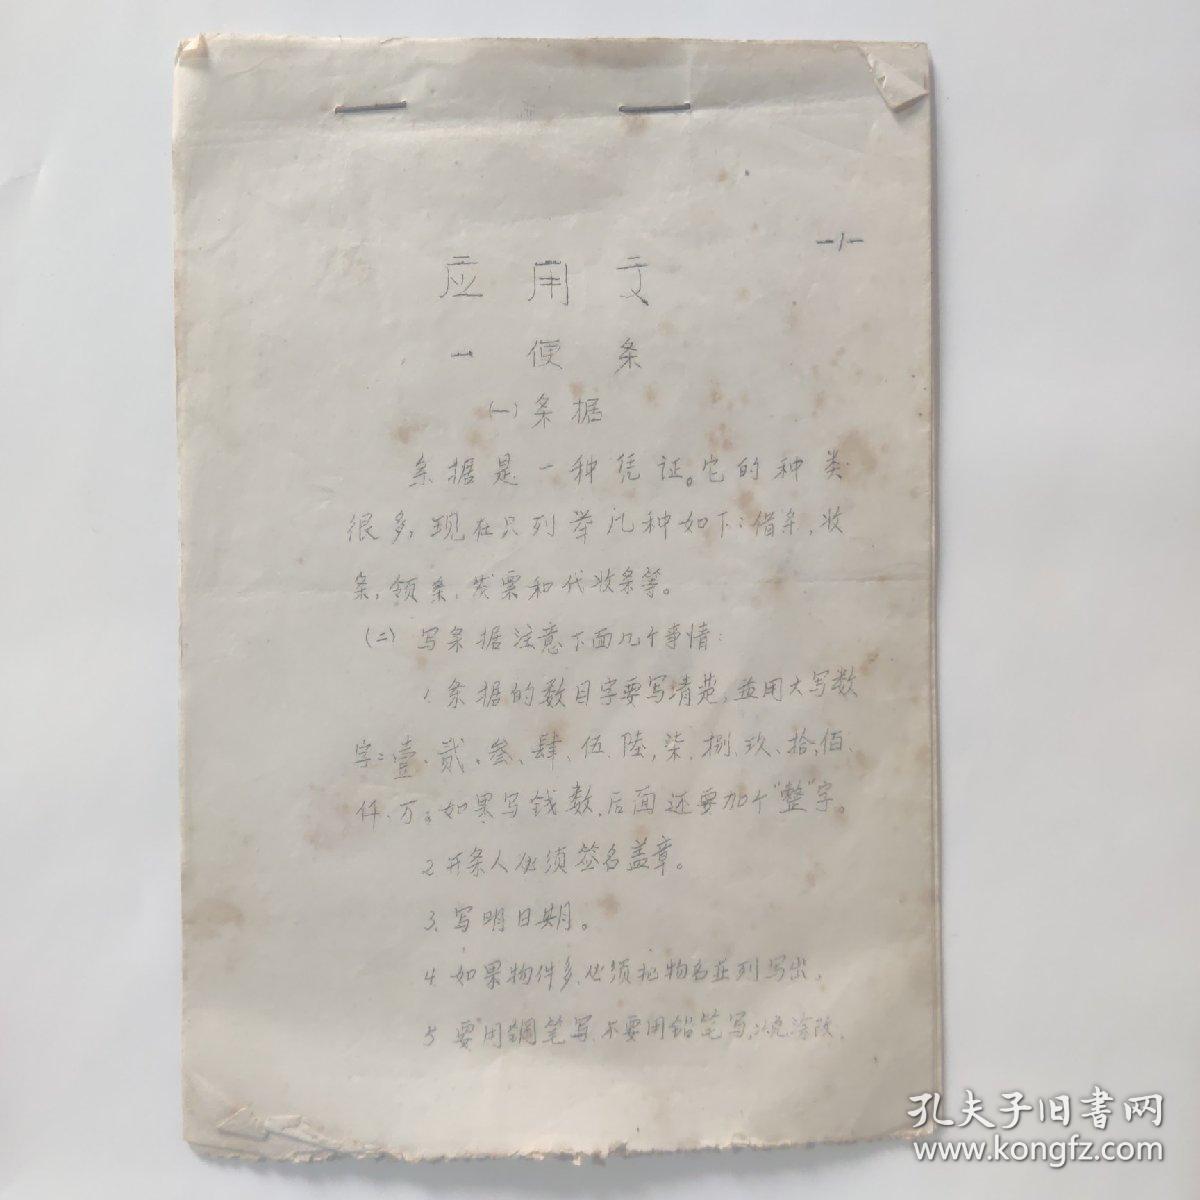 -1-
应用文
一 便条
(一)条据
条据是一种凭证。它的种类
很多,现在只列举几种如下:借条,收
条,领条,发票和代收条等。
(二)写条据注意下面几个事情:
1.条据的数目字要写清楚,並用大写数
字:壹、贰、叁、肆、伍、陸、柒、捌、玖、拾、佰、
仟、万。如果写钱数,后面还要加个“整”字。
2.开条人必须签名盖章。
3.写明日期。
4.如果物件多,必须把物名並列写出。
5.要用鋼笔写,不要用铅笔写,以免涂改。
孔夫子旧書网
www.kongfz.com